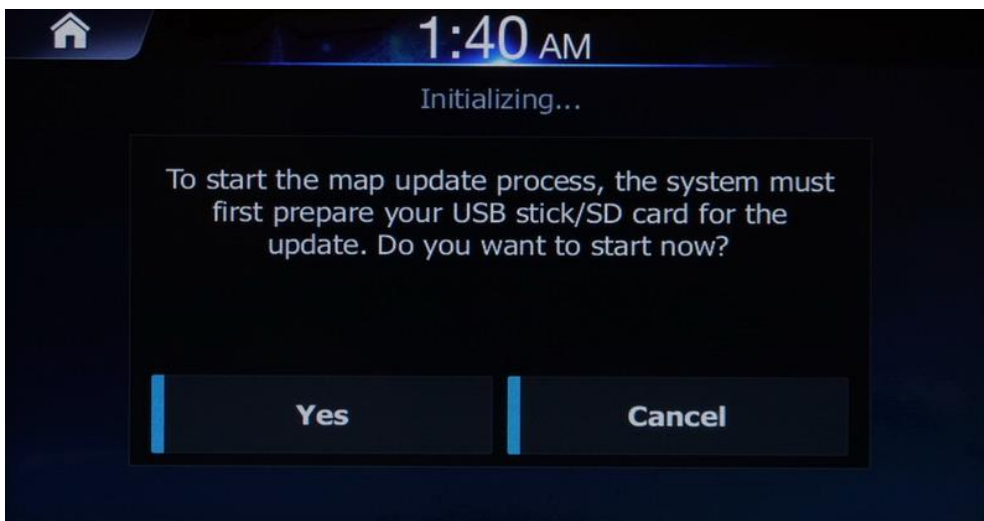 1:40 AM
Initializing...
To start the map update process, the system must
first prepare your USB stick/SD card for the
update. Do you want to start now?
Yes
Cancel